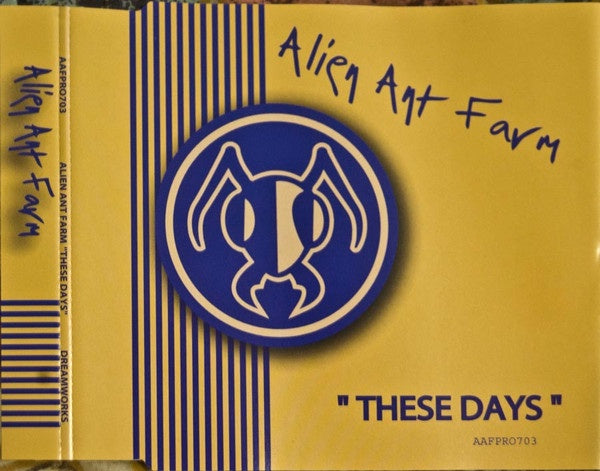 Alien Ant Farm
AAFPRO703
ALIEN ANT FARM "THESE DAYS"
DREAMWORKS
Alien Ant Farm
" THESE DAYS "
AAFPRO703